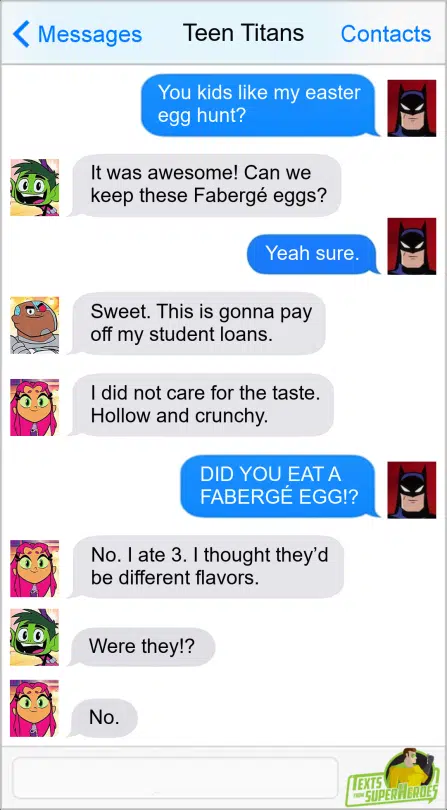 Messages
Teen Titans
Contacts
You kids like my easter
egg hunt?
It was awesome! Can we
keep these Fabergé eggs?
Yeah sure.
Sweet. This is gonna pay
off my student loans.
I did not care for the taste.
Hollow and crunchy.
DID YOU EAT A
FABERGÉ EGG!?
No. I ate 3. I thought they’d
be different flavors.
Were they!?
No.
TEXTS
FROM SUPERHEROES